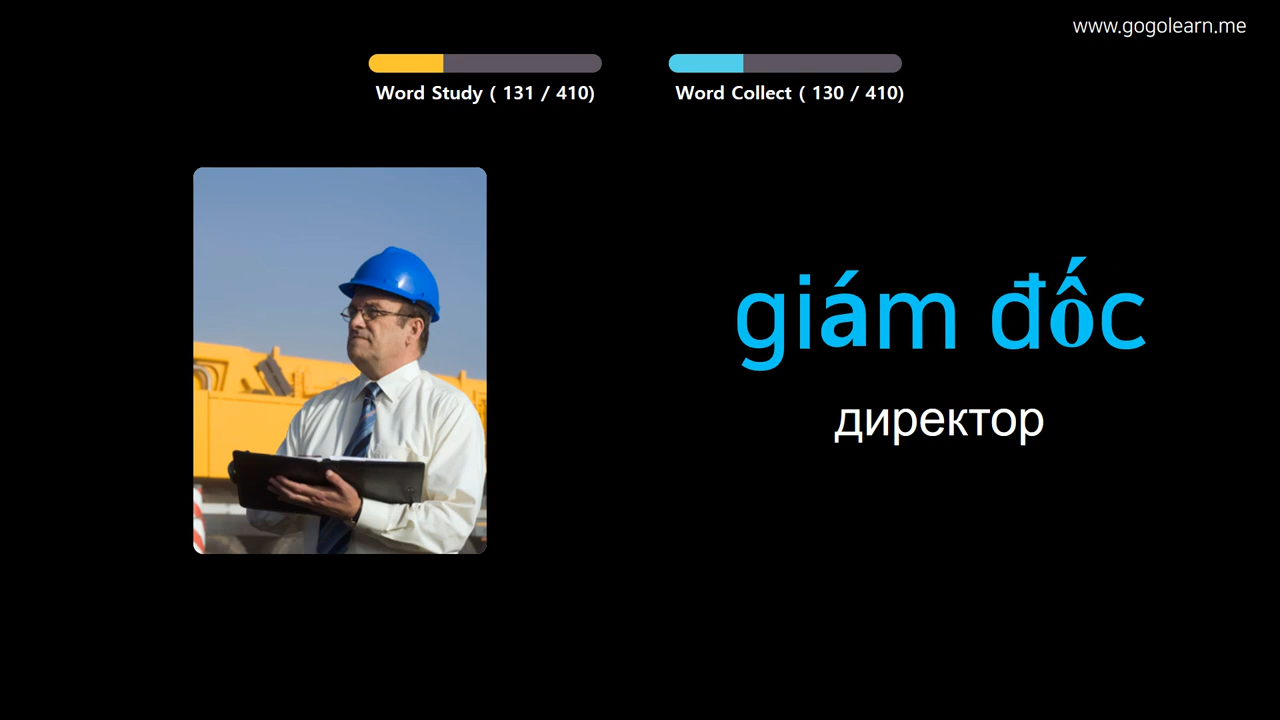 www.gogolearn.me
Word Study ( 131 / 410)
Word Collect ( 130 / 410)
giám đốc
директор